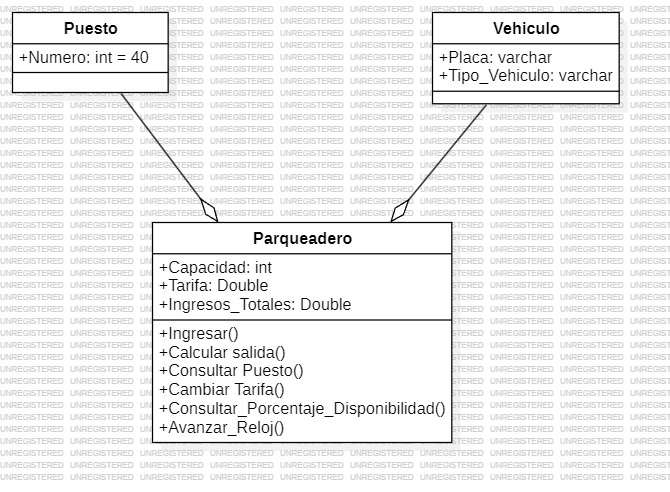 Puesto
+Numero: int = 40
Vehiculo
+Placa: varchar
+Tipo_Vehiculo: varchar
Parqueadero
+Capacidad: int
+Tarifa: Double
+Ingresos_Totales: Double
+Ingresar()
+Calcular salida()
+Consultar Puesto()
+Cambiar Tarifa()
+Consultar_Porcentaje_Disponibilidad()
+Avanzar_Reloj()
UNREGISTERED